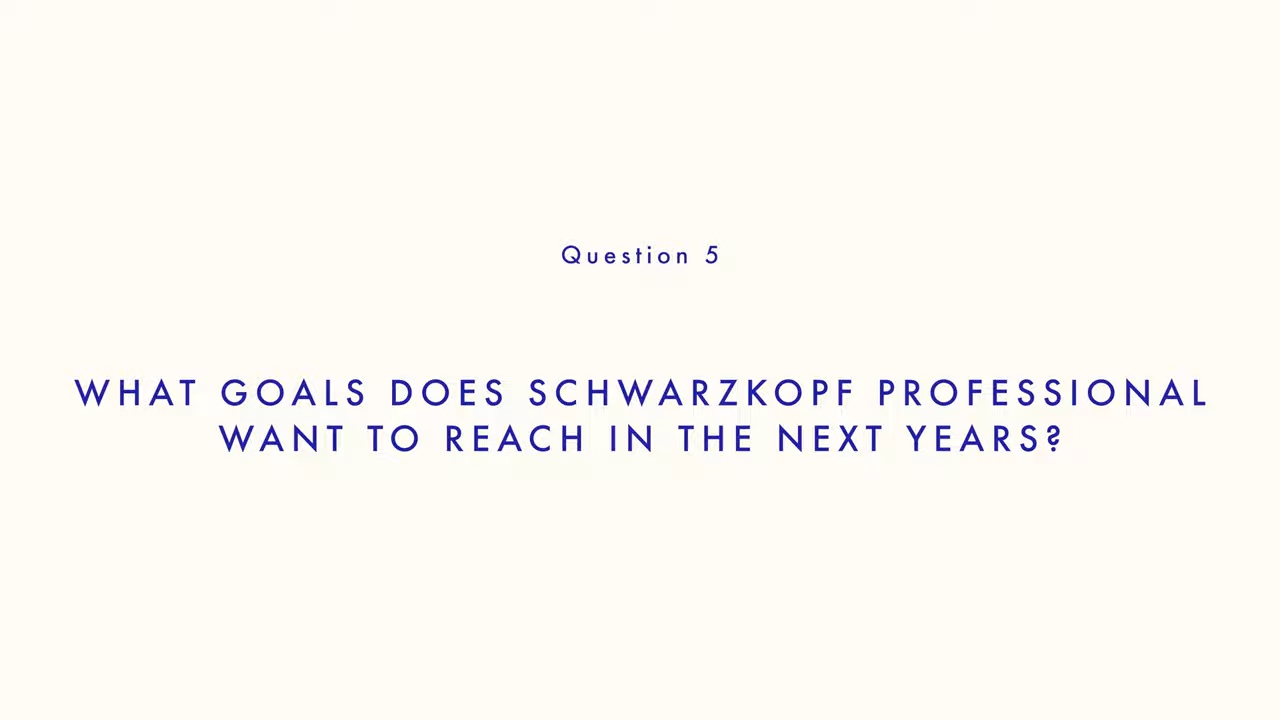 Question 5
WHAT GOALS DOES SCHWARZKOPF PROFESSIONAL
WANT TO REACH IN THE NEXT YEARS?